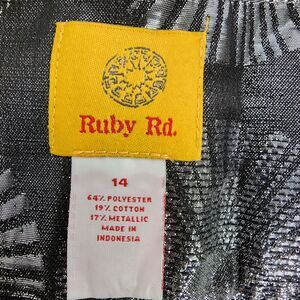 Ruby Rd.
14
64% POLYESTER
19% COTTON
17% METALLIC
MADE IN
INDONESIA